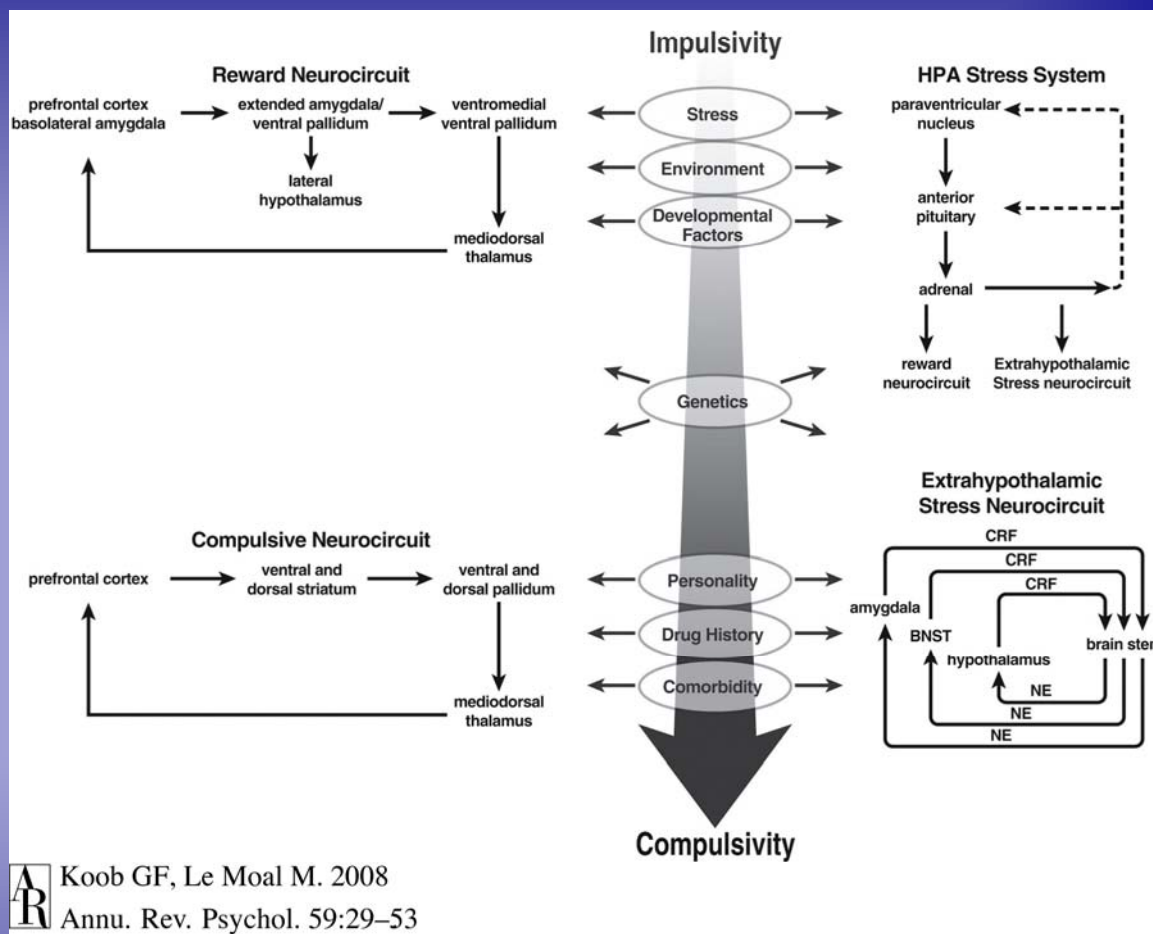 Impulsivity
Reward Neurocircuit
prefrontal cortex
basolateral amygdala
extended amygdala/
ventral pallidum
ventromedial
ventral pallidum
lateral
hypothalamus
mediodorsal
thalamus
Stress
Environment
Developmental
Factors
HPA Stress System
paraventricular
nucleus
anterior
pituitary
adrenal
reward
neurocircuit
Extrahypothalamic
Stress neurocircuit
Genetics
Compulsive Neurocircuit
prefrontal cortex
ventral and
dorsal striatum
ventral and
dorsal pallidum
mediodorsal
thalamus
Personality
Drug History
Comorbidity
Extrahypothalamic
Stress Neurocircuit
CRF
CRF
CRF
amygdala
BNST
hypothalamus
brain ste
NE
NE
NE
Compulsivity
AR
Koob GF, Le Moal M. 2008
Annu. Rev. Psychol. 59:29–53